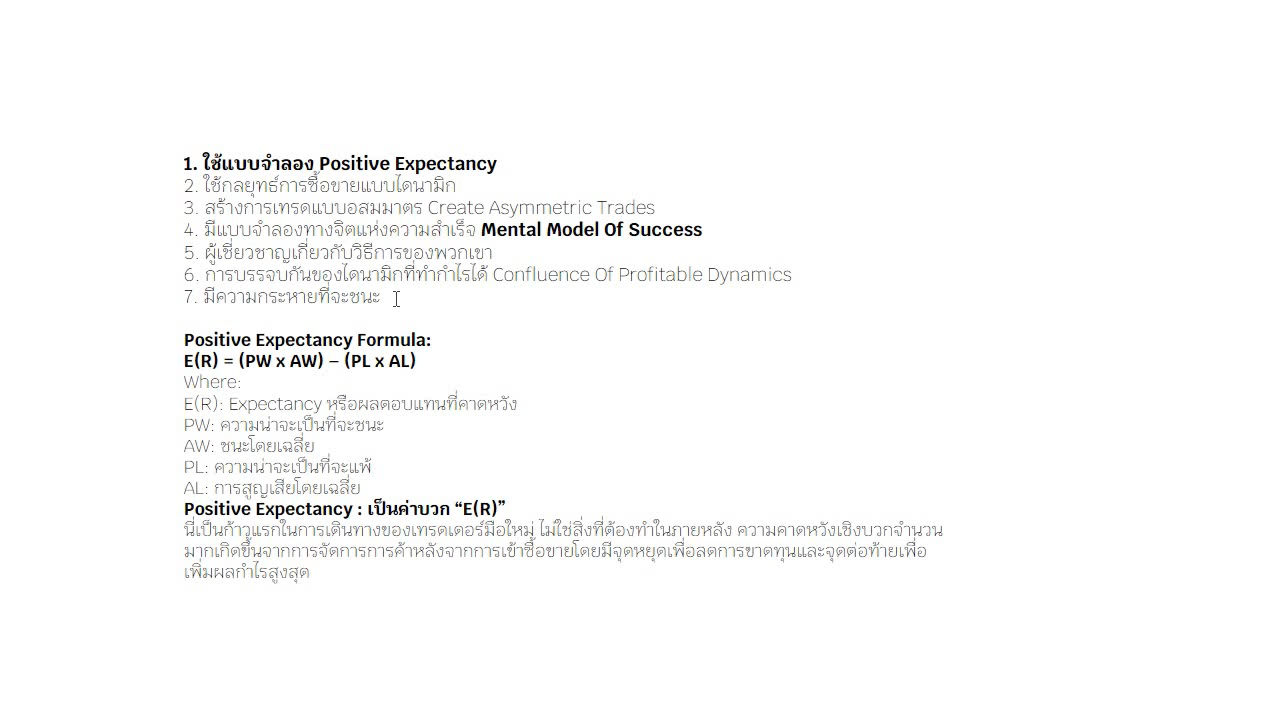 1. ใช้แบบจำลอง Positive Expectancy
2. ใช้กลยุทธ์การซื้อขายแบบไดนามิก
3. สร้างการเทรดแบบอสมมาตร Create Asymmetric Trades
4. มีแบบจำลองทางจิตแห่งความสำเร็จ Mental Model Of Success
5. ผู้เชี่ยวชาญเกี่ยวกับวิธีการของพวกเขา
6. การบรรจบกันของไดนามิกที่ทำกำไรได้ Confluence Of Profitable Dynamics
7. มีความกระหายที่จะชนะ
Positive Expectancy Formula:
E(R) = (PW x AW) – (PL x AL)
Where:
E(R): Expectancy หรือผลตอบแทนที่คาดหวัง
PW: ความน่าจะเป็นที่จะชนะ
AW: ชนะโดยเฉลี่ย
PL: ความน่าจะเป็นที่จะแพ้
AL: การสูญเสียโดยเฉลี่ย
Positive Expectancy : เป็นค่าบวก “E(R)”
นี่เป็นก้าวแรกในการเดินทางของเทรดเดอร์มือใหม่ ไม่ใช่สิ่งที่ต้องทำในภายหลัง ความคาดหวังเชิงบวกจำนวน
มากเกิดขึ้นจากการจัดการการค้าหลังจากการเข้าซื้อขายโดยมีจุดหยุดเพื่อลดการขาดทุนและจุดต่อท้ายเพื่อ
เพิ่มผลกำไรสูงสุด